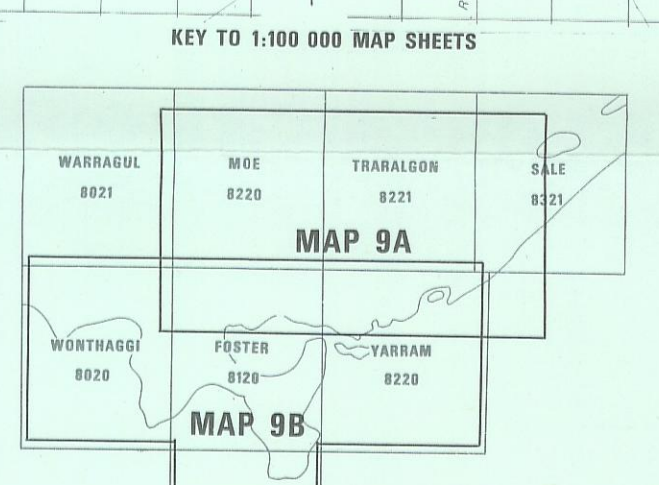 R
KEY TO 1:100 000 MAP SHEETS
WARRAGUL
8021
MOE
8220
TRARALGON
8221
SALE
8321
MAP 9A
WONTHAGGI
8020
FOSTER
8120
YARRAM
8220
MAP 9B